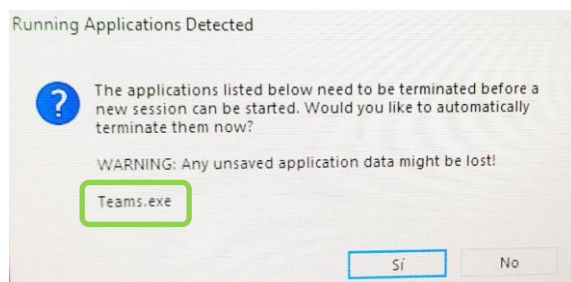 Running Applications Detected
The applications listed below need to be terminated before a
new session can be started. Would you like to automatically
terminate them now?
WARNING: Any unsaved application data might be lost!
Teams.exe
Sí
No